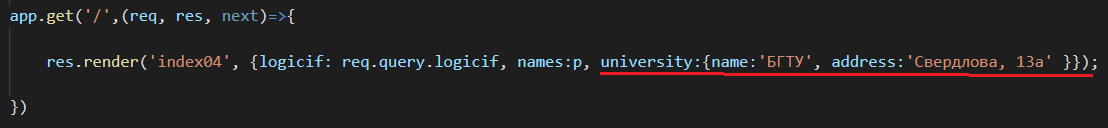 app.get('/',(req, res, next)=>{
res.render('index04', {logicif: req.query.logicif, names:p, university:{name:'БГТУ', address:'Свердлова, 13а' }});
})